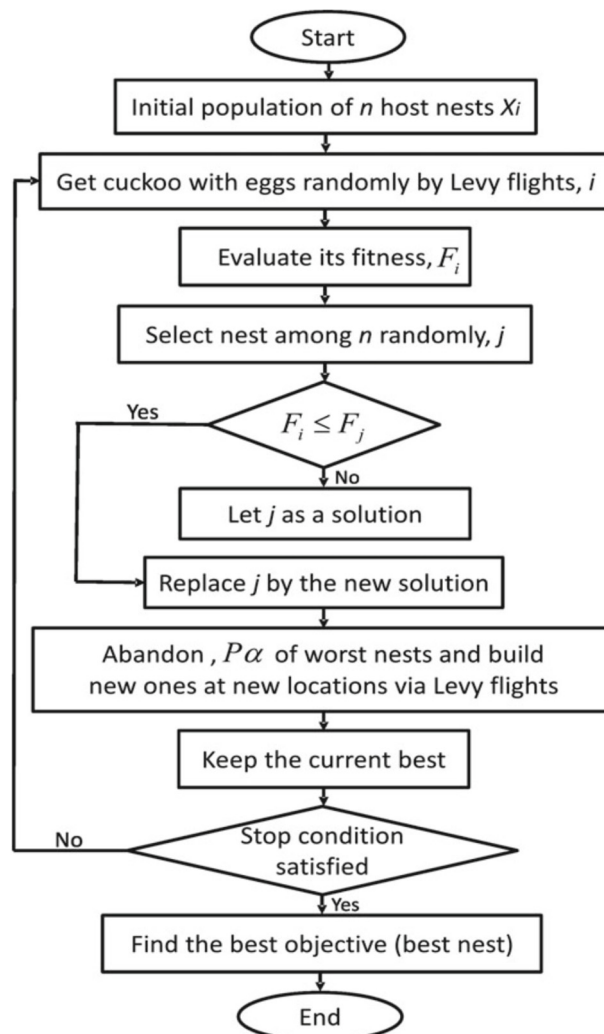 Start
Initial population of n host nests Xi
Get cuckoo with eggs randomly by Levy flights, i
Evaluate its fitness, F_i
Select nest among n randomly, j
Yes
F_i ≤ F_j
No
Let j as a solution
Replace j by the new solution
Abandon , Pα of worst nests and build
new ones at new locations via Levy flights
Keep the current best
No
Stop condition
satisfied
Yes
Find the best objective (best nest)
End